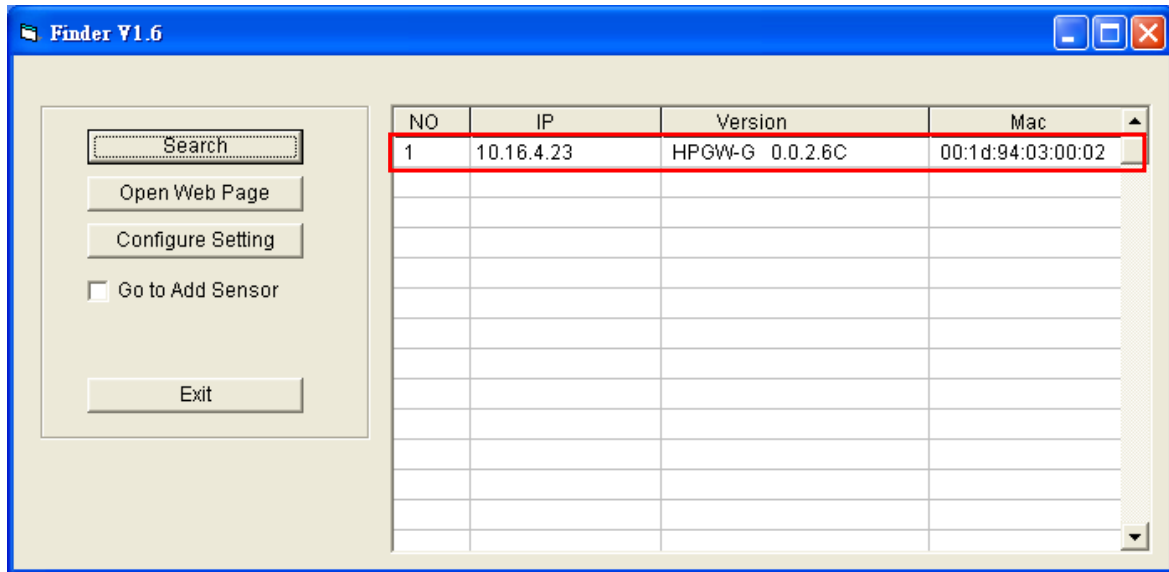 Finder V1.6
Search
Open Web Page
Configure Setting
Go to Add Sensor
Exit
NO IP Version Mac
1 10.16.4.23 HPGW-G 0.0.2.6C 00:1d:94:03:00:02